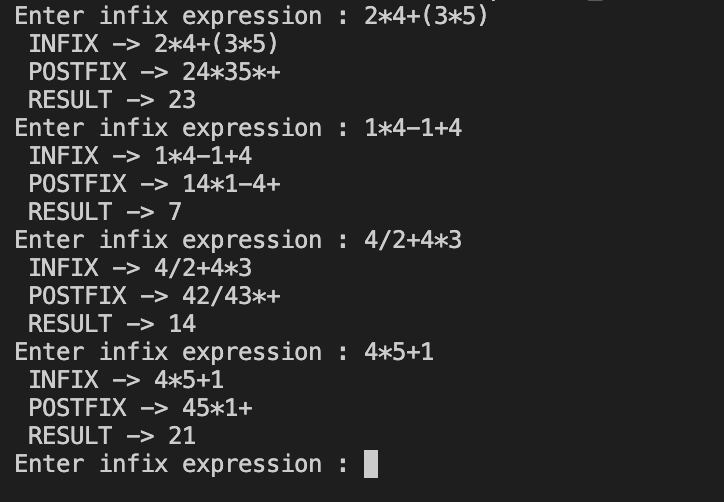 Enter infix expression : 2*4+(3*5)
INFIX -> 2*4+(3*5)
POSTFIX -> 24*35*+
RESULT -> 23
Enter infix expression : 1*4-1+4
INFIX -> 1*4-1+4
POSTFIX -> 14*1-4+
RESULT -> 7
Enter infix expression : 4/2+4*3
INFIX -> 4/2+4*3
POSTFIX -> 42/43*+
RESULT -> 14
Enter infix expression : 4*5+1
INFIX -> 4*5+1
POSTFIX -> 45*1+
RESULT -> 21
Enter infix expression :